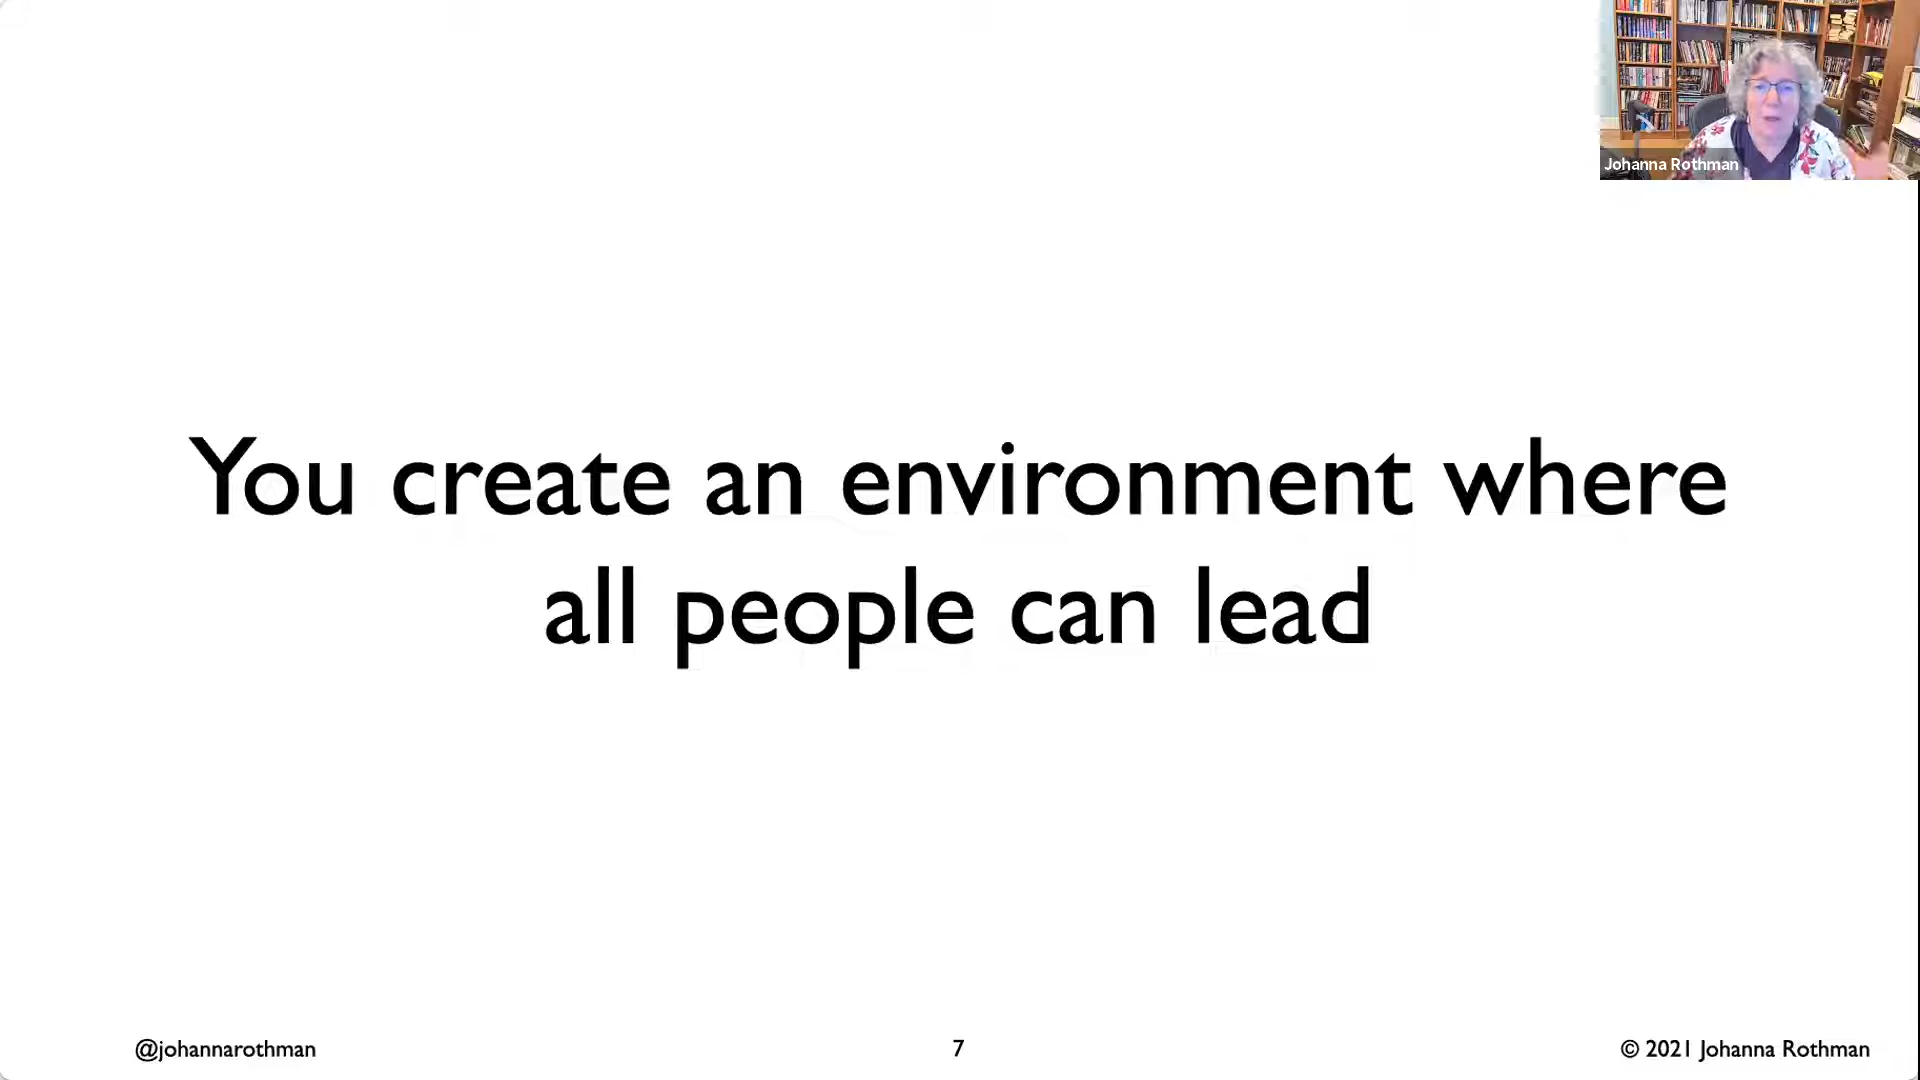 Johanna Rothman
You create an environment where
all people can lead
@johannarothman
7
© 2021 Johanna Rothman